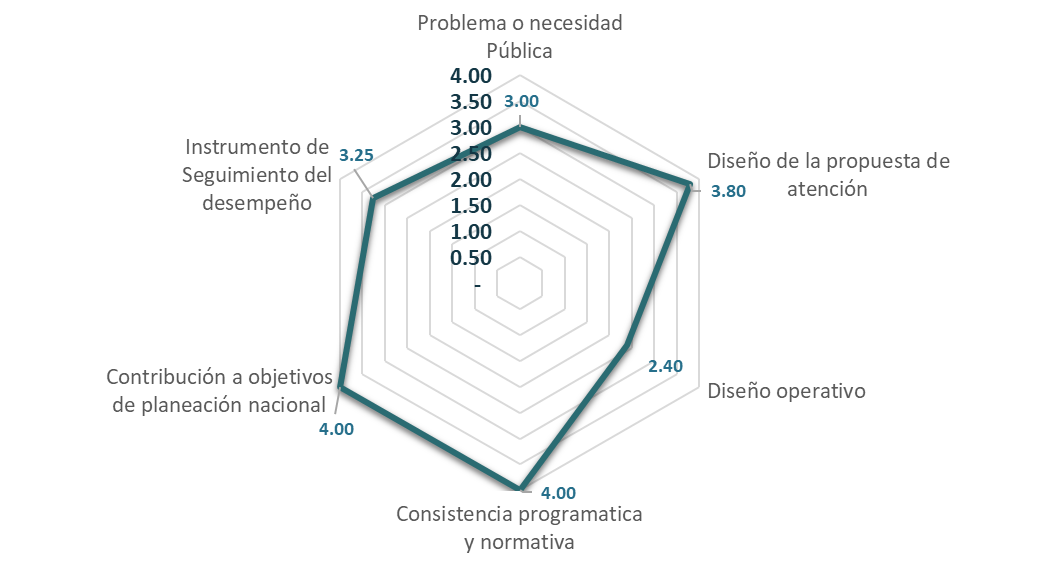 Problema o necesidad
Pública
4.00
3.50
3.00
3.00
2.50
2.00
1.50
1.00
0.50
-
Diseño de la propuesta de
atención
3.80
2.40
Diseño operativo
4.00
Consistencia programatica
y normativa
Contribución a objetivos
de planeación nacional
4.00
Instrumento de
Seguimiento del
desempeño
3.25